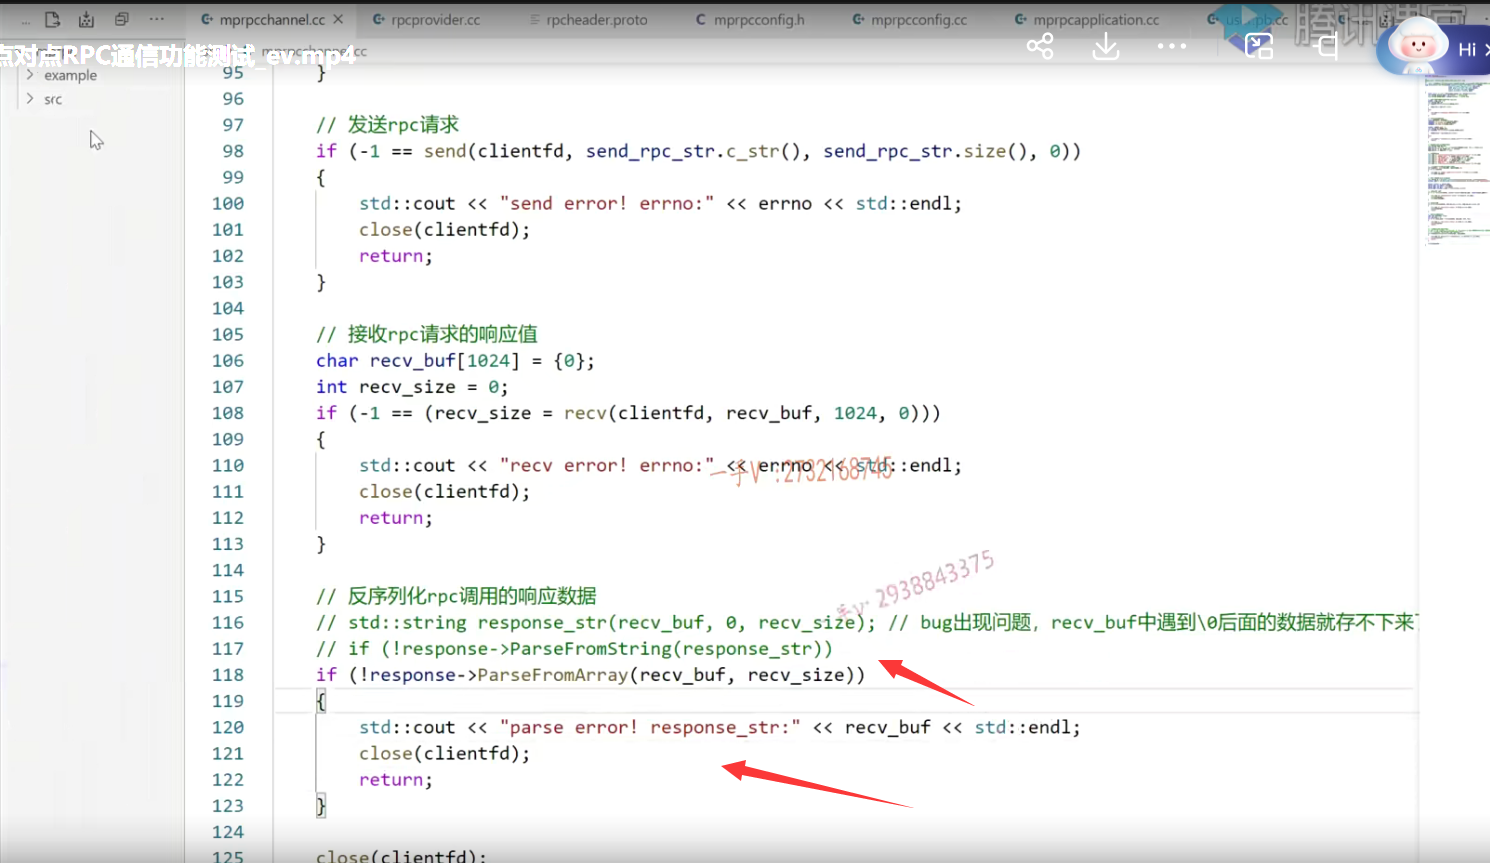 mprpcchannel.cc
rpcprovider.cc
rpcheader.proto
mprpcconfig.h
mprpcconfig.cc
mprpcapplication.cc
点对点RPC通信功能测试_ev.mp4
腾讯课堂
Hi
example
src
95 }
96
97 // 发送rpc请求
98 if (-1 == send(clientfd, send_rpc_str.c_str(), send_rpc_str.size(), 0))
99 {
100 std::cout << "send error! errno:" << errno << std::endl;
101 close(clientfd);
102 return;
103 }
104
105 // 接收rpc请求的响应值
106 char recv_buf[1024] = {0};
107 int recv_size = 0;
108 if (-1 == (recv_size = recv(clientfd, recv_buf, 1024, 0)))
109 {
110 std::cout << "recv error! errno:" << errno << std::endl;
一手V :2732168745
111 close(clientfd);
112 return;
113 }
114
2938843375
115 // 反序列化rpc调用的响应数据
116 // std::string response_str(recv_buf, 0, recv_size); // bug出现问题，recv_buf中遇到\0后面的数据就存不下来
117 // if (!response->ParseFromString(response_str))
118 if (!response->ParseFromArray(recv_buf, recv_size))
119 {
120 std::cout << "parse error! response_str:" << recv_buf << std::endl;
121 close(clientfd);
122 return;
123 }
124
125 close(clientfd);